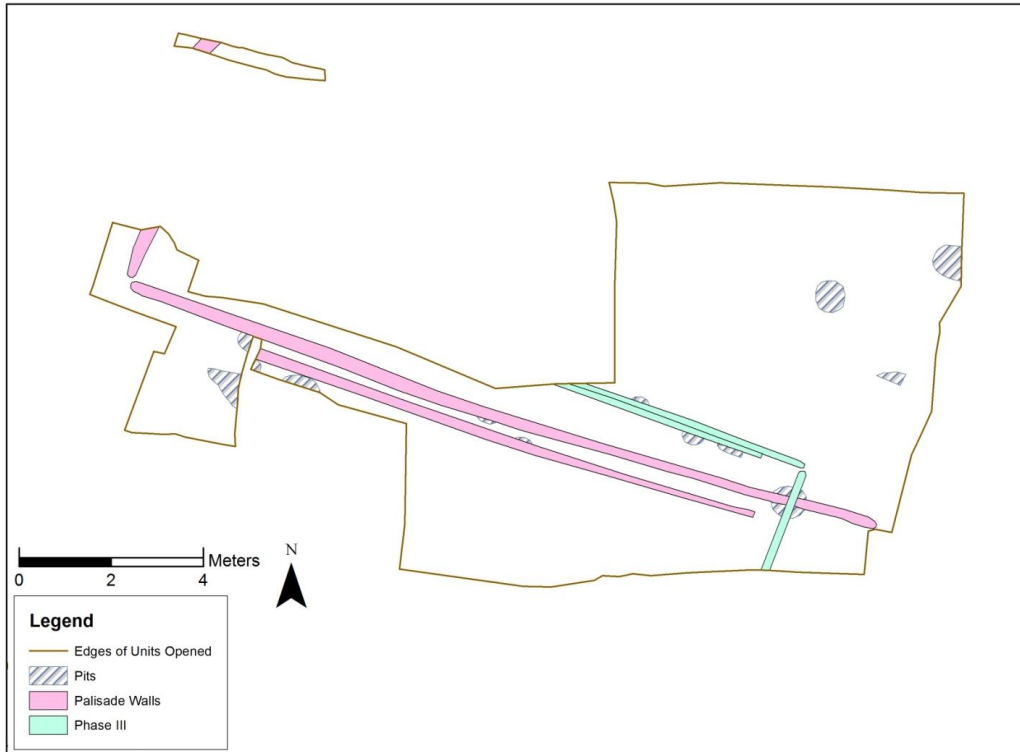 N
Meters
0 2 4
Legend
Edges of Units Opened
Pits
Palisade Walls
Phase III